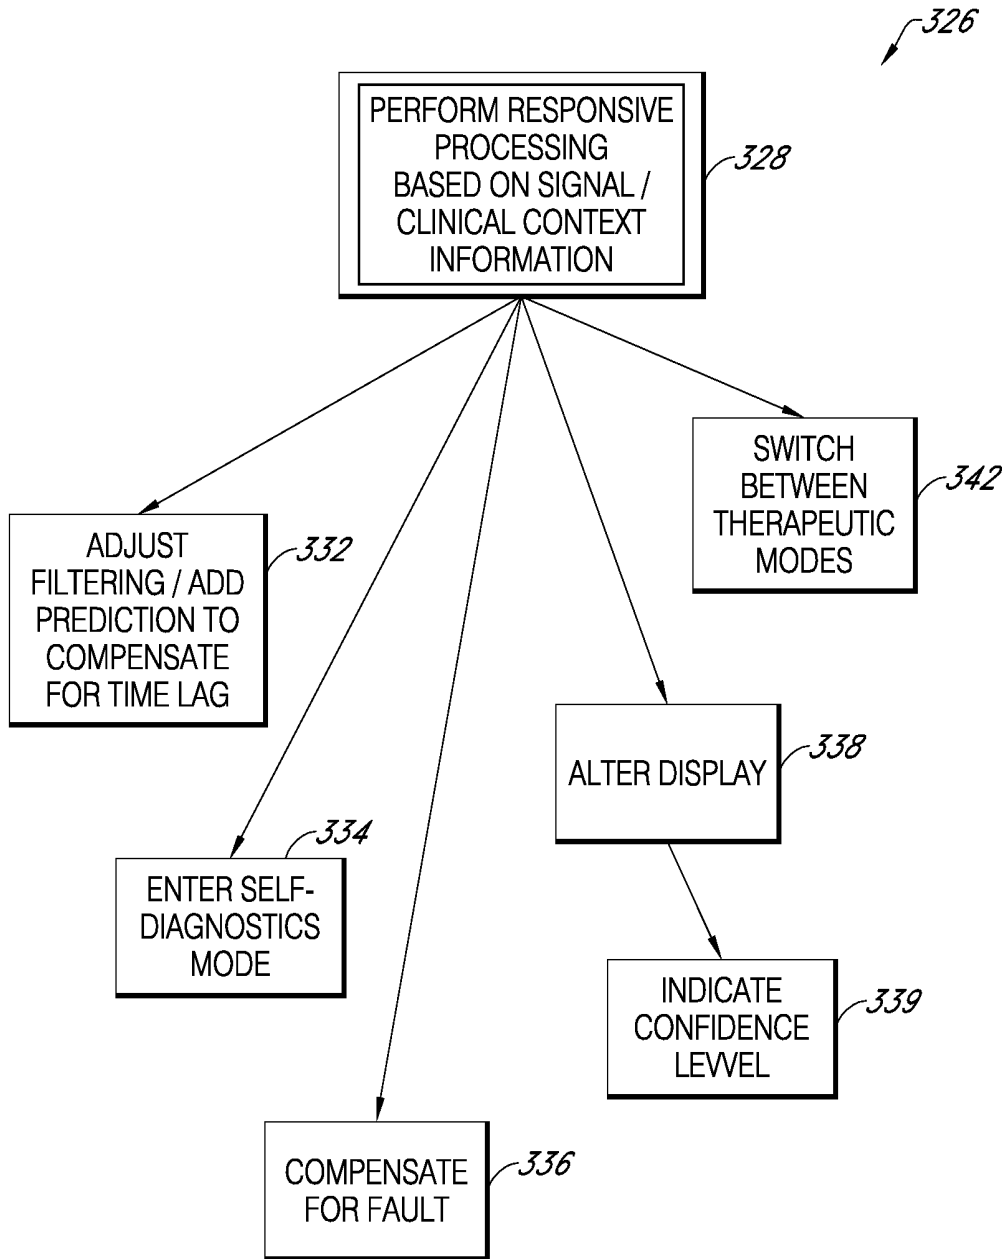 326
PERFORM RESPONSIVE
PROCESSING
BASED ON SIGNAL /
CLINICAL CONTEXT
INFORMATION
328
SWITCH
BETWEEN
THERAPEUTIC
MODES
342
ADJUST
FILTERING / ADD
PREDICTION TO
COMPENSATE
FOR TIME LAG
332
ALTER DISPLAY
338
ENTER SELF-
DIAGNOSTICS
MODE
334
INDICATE
CONFIDENCE
LEVVEL
339
COMPENSATE
FOR FAULT
336